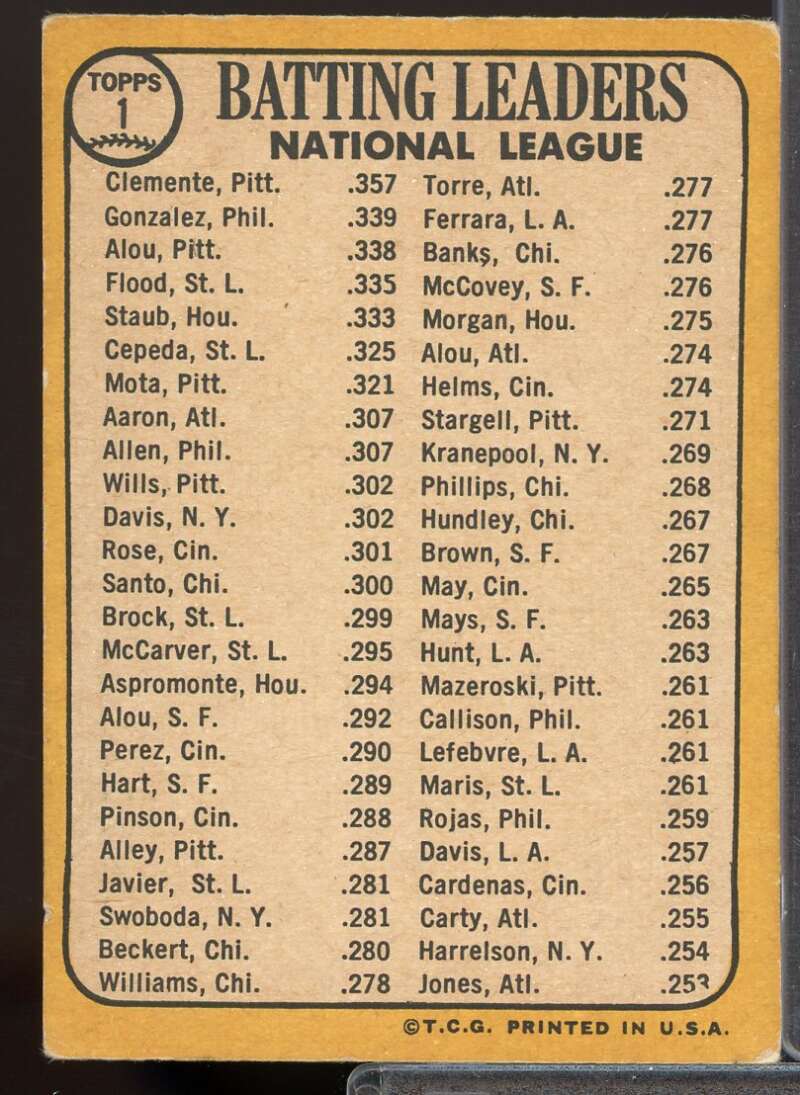 TOPPS
1
BATTING LEADERS
NATIONAL LEAGUE
Clemente, Pitt. .357
Gonzalez, Phil. .339
Alou, Pitt. .338
Flood, St. L. .335
Staub, Hou. .333
Cepeda, St. L. .325
Mota, Pitt. .321
Aaron, Atl. .307
Allen, Phil. .307
Wills, Pitt. .302
Davis, N. Y. .302
Rose, Cin. .301
Santo, Chi. .300
Brock, St. L. .299
McCarver, St. L. .295
Aspromonte, Hou. .294
Alou, S. F. .292
Perez, Cin. .290
Hart, S. F. .289
Pinson, Cin. .288
Alley, Pitt. .287
Javier, St. L. .281
Swoboda, N. Y. .281
Beckert, Chi. .280
Williams, Chi. .278
Torre, Atl. .277
Ferrara, L. A. .277
Banks, Chi. .276
McCovey, S. F. .276
Morgan, Hou. .275
Alou, Atl. .274
Helms, Cin. .274
Stargell, Pitt. .271
Kranepool, N. Y. .269
Phillips, Chi. .268
Hundley, Chi. .267
Brown, S. F. .267
May, Cin. .265
Mays, S. F. .263
Hunt, L. A. .263
Mazeroski, Pitt. .261
Callison, Phil. .261
Lefebvre, L. A. .261
Maris, St. L. .261
Rojas, Phil. .259
Davis, L. A. .257
Cardenas, Cin. .256
Carty, Atl. .255
Harrelson, N. Y. .254
Jones, Atl. .253
©T.C.G. PRINTED IN U.S.A.